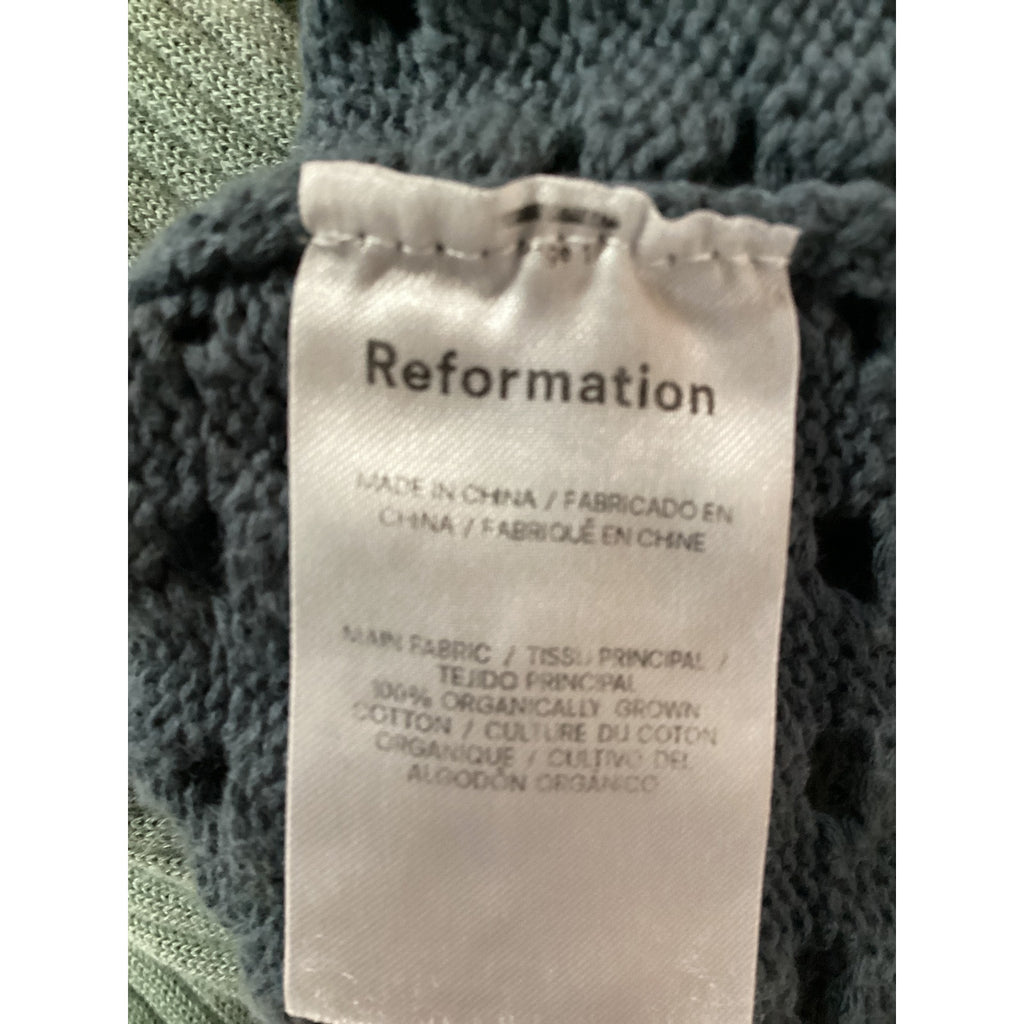 Reformation
MADE IN CHINA / FABRICADO EN
CHINA / FABRIQUÉ EN CHINE
MAIN FABRIC / TISSU PRINCIPAL /
TEJIDO PRINCIPAL
100% ORGANICALLY GROWN
COTTON / CULTURE DU COTON
ORGANIQUE / CULTIVO DEL
ALGODÓN ORGÁNICO